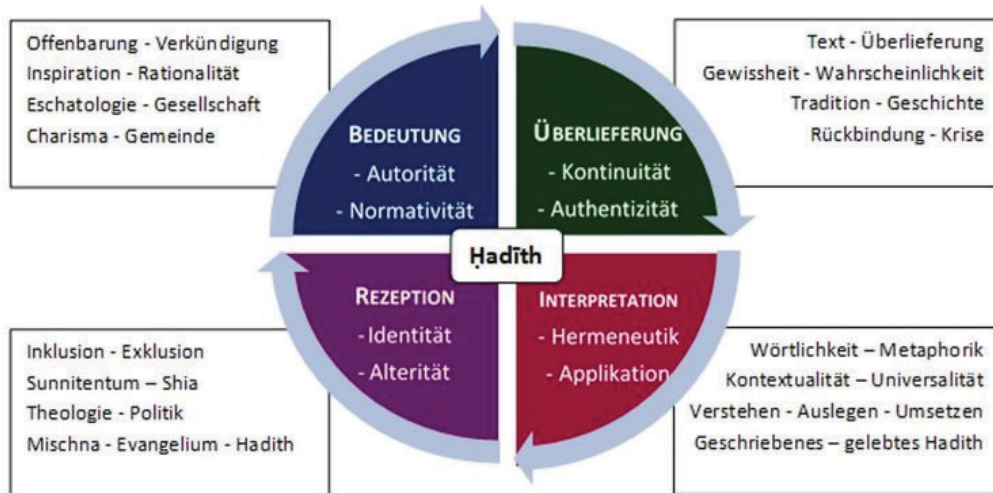 Offenbarung - Verkündigung
Inspiration - Rationalität
Eschatologie - Gesellschaft
Charisma - Gemeinde
BEDEUTUNG
- Autorität
- Normativität
ÜBERLIEFERUNG
- Kontinuität
- Authentizität
Text - Überlieferung
Gewissheit - Wahrscheinlichkeit
Tradition - Geschichte
Rückbindung - Krise
Ḥadīth
Inklusion - Exklusion
Sunnitentum – Shia
Theologie - Politik
Mischna - Evangelium - Hadith
REZEPTION
- Identität
- Alterität
INTERPRETATION
- Hermeneutik
- Applikation
Wörtlichkeit – Metaphorik
Kontextualität – Universalität
Verstehen - Auslegen - Umsetzen
Geschriebenes – gelebtes Hadith